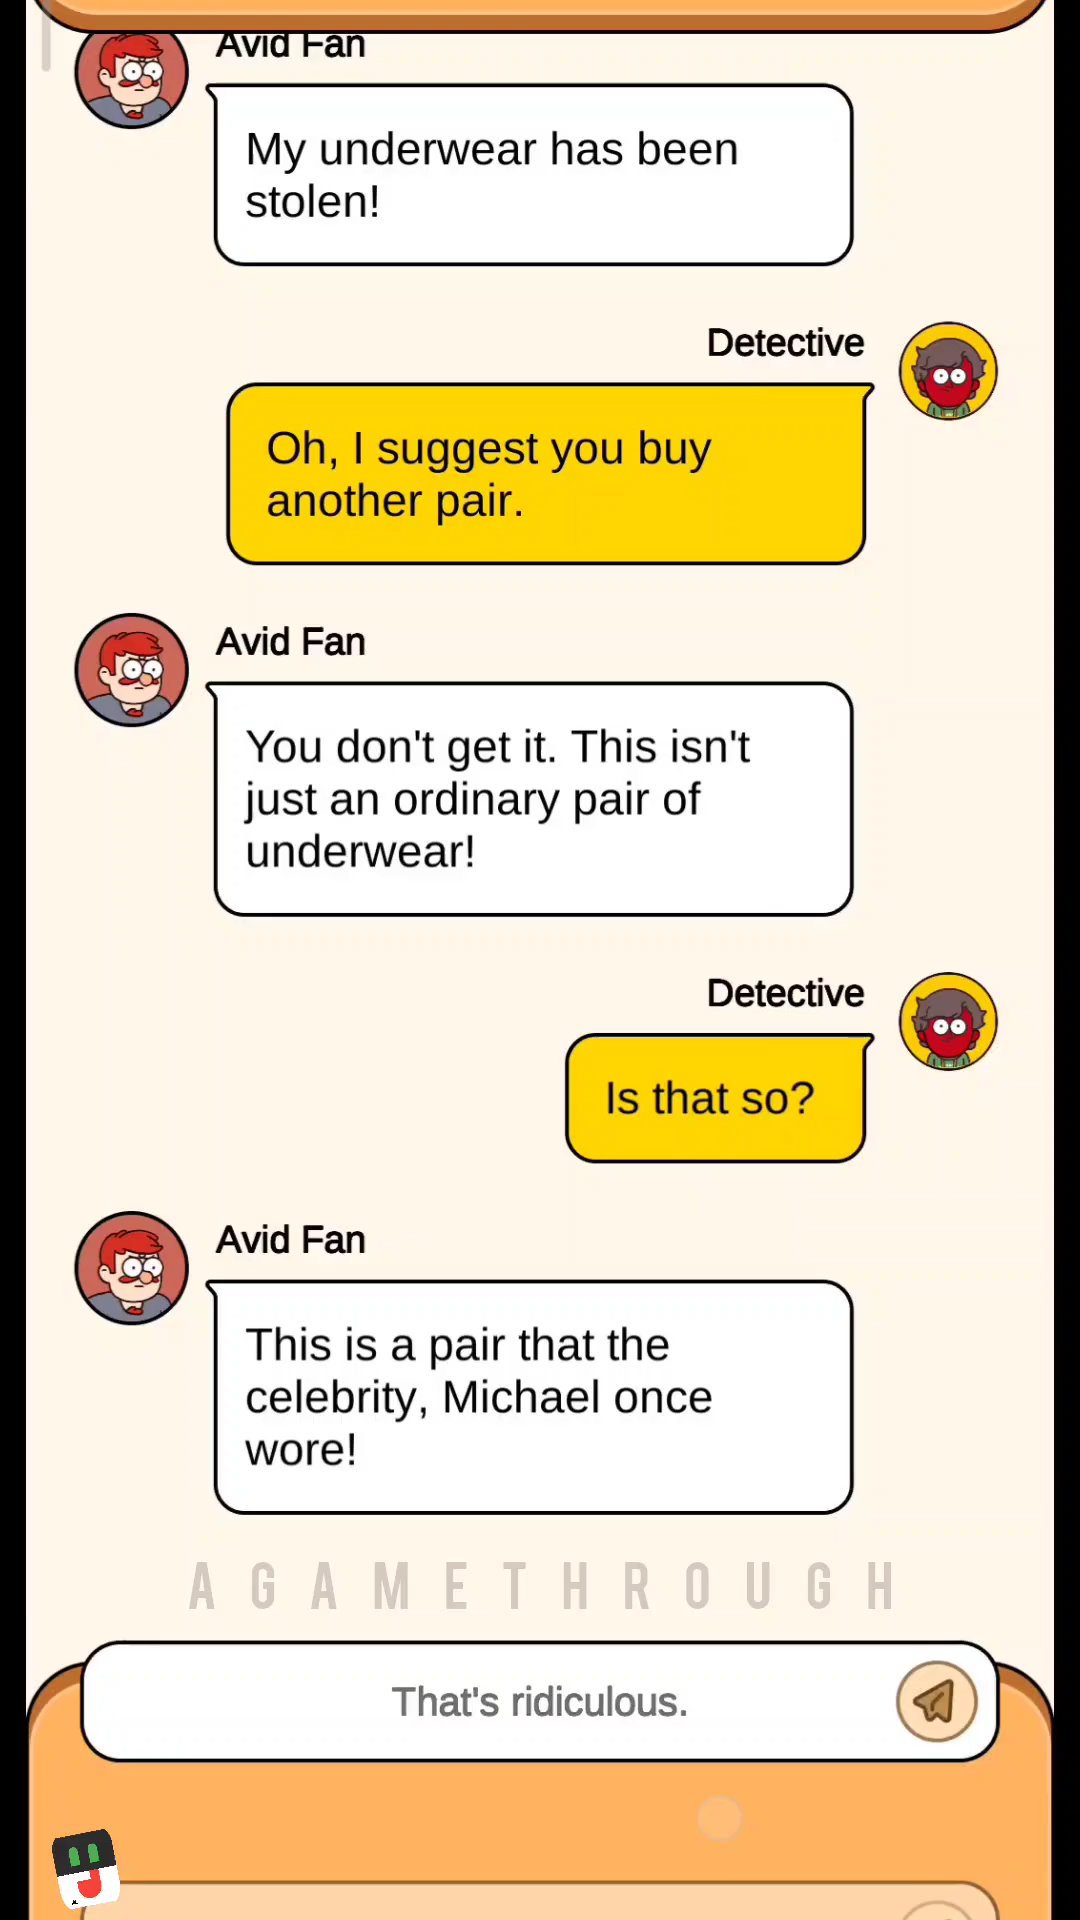 Avid Fan
My underwear has been
stolen!
Detective
Oh, I suggest you buy
another pair.
Avid Fan
You don't get it. This isn't
just an ordinary pair of
underwear!
Detective
Is that so?
Avid Fan
This is a pair that the
celebrity, Michael once
wore!
AGAMETHROUGH
That's ridiculous.